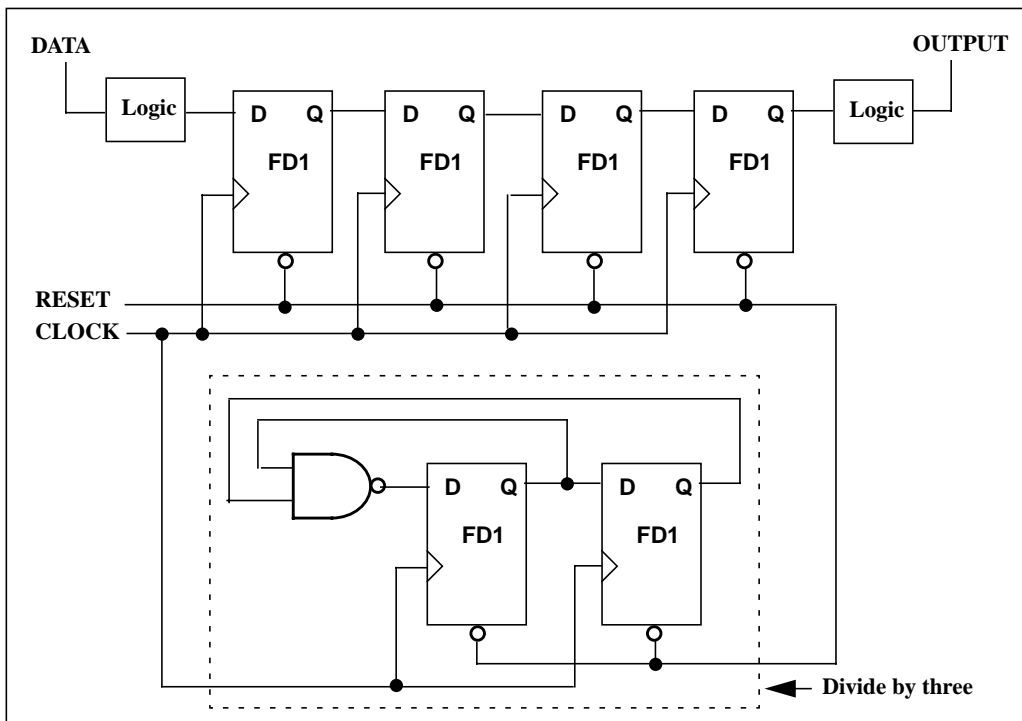 DATA
OUTPUT
Logic
D Q
FD1
D Q
FD1
D Q
FD1
D Q
FD1
Logic
RESET
CLOCK
D Q
FD1
D Q
FD1
Divide by three